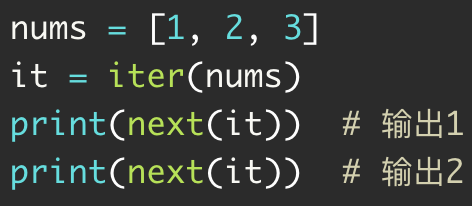 nums = [1, 2, 3]
it = iter(nums)
print(next(it))  # 输出1
print(next(it))  # 输出2